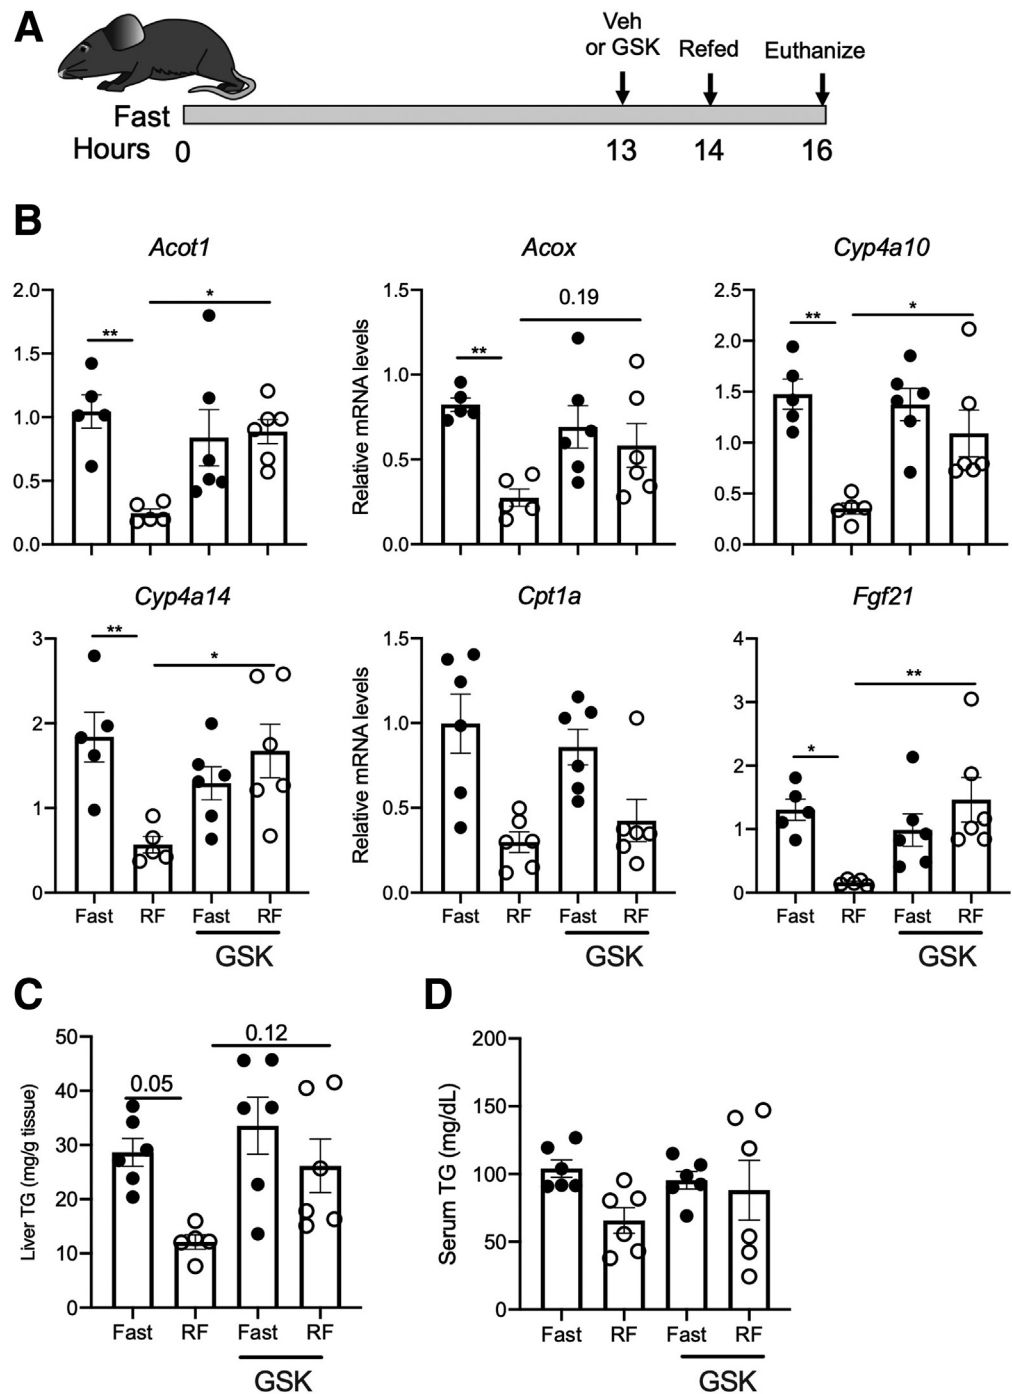 A
Veh
or GSK
Refed
Euthanize
Fast
Hours 0 13 14 16
B
Acot1
2.0
1.5
1.0
0.5
0.0
**
*
Acox
Relative mRNA levels
1.5
1.0
0.5
0.0
**
0.19
Cyp4a10
2.5
2.0
1.5
1.0
0.5
0.0
**
*
Cyp4a14
3
2
1
0
**
*
Fast RF Fast RF
GSK
Cpt1a
Relative mRNA levels
1.5
1.0
0.5
0.0
Fast RF Fast RF
GSK
Fgf21
4
3
2
1
0
*
**
Fast RF Fast RF
GSK
C
Liver TG (mg/g tissue)
50
40
30
20
10
0
0.05
0.12
Fast RF Fast RF
GSK
D
Serum TG (mg/dL)
200
150
100
50
0
Fast RF Fast RF
GSK